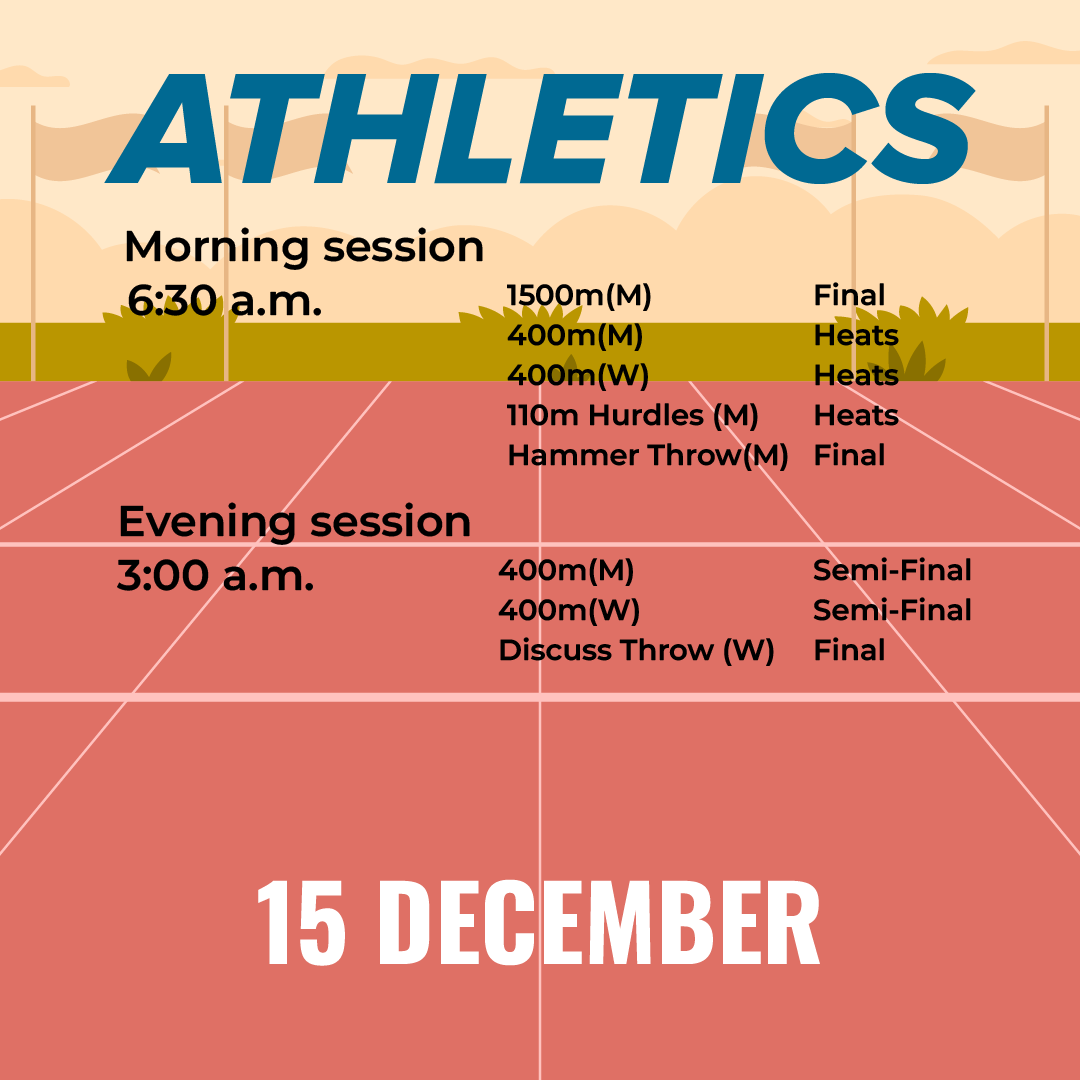 ATHLETICS
Morning session
6:30 a.m.
1500m(M) Final
400m(M) Heats
400m(W) Heats
110m Hurdles (M) Heats
Hammer Throw(M) Final
Evening session
3:00 a.m.
400m(M) Semi-Final
400m(W) Semi-Final
Discuss Throw (W) Final
15 DECEMBER